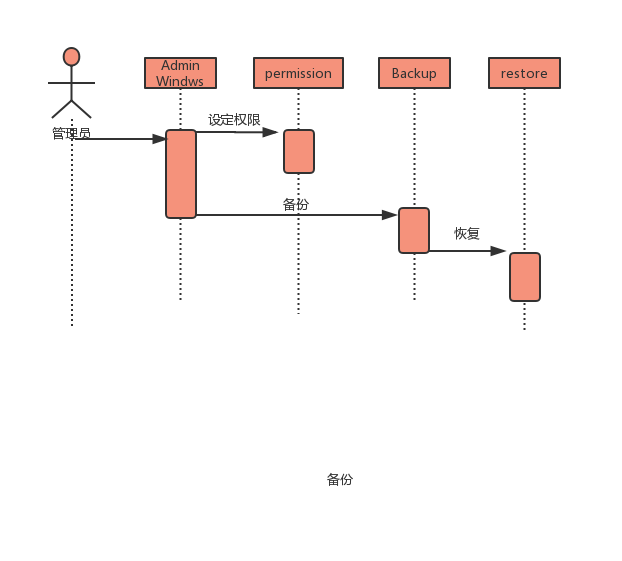 Admin
Windws
permission
Backup
restore
设定权限
管理员
备份
恢复
备份